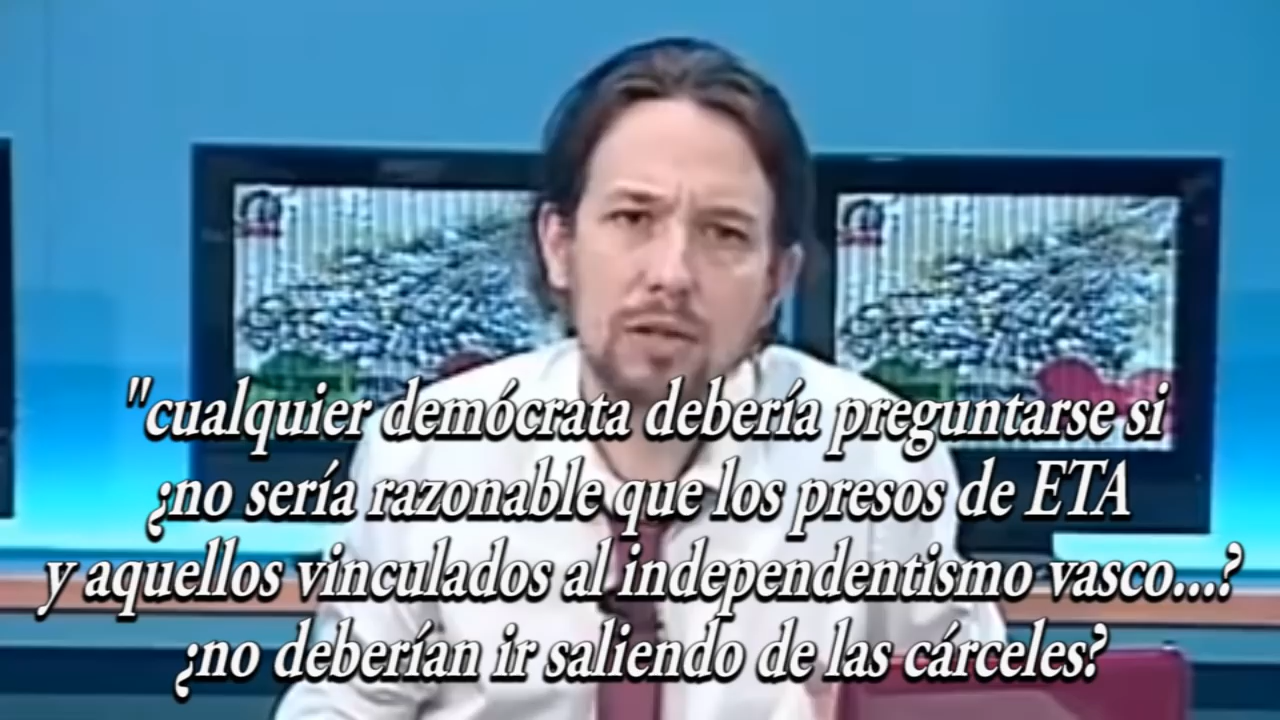 "cualquier demócrata debería preguntarse si
¿no sería razonable que los presos de ETA
y aquellos vinculados al independentismo vasco...?
¿no deberían ir saliendo de las cárceles?